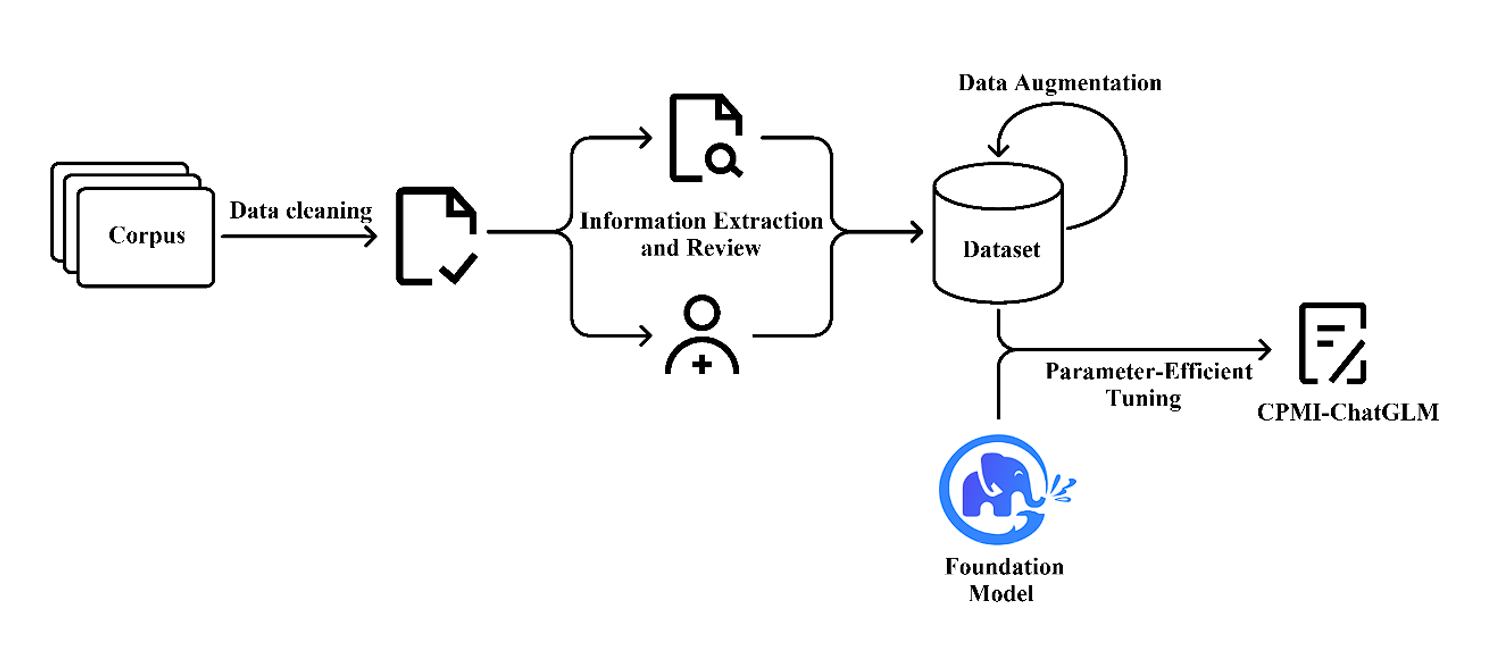 Data Augmentation
Corpus
Data cleaning
Information Extraction
and Review
Dataset
Parameter-Efficient
Tuning
CPMI-ChatGLM
Foundation
Model